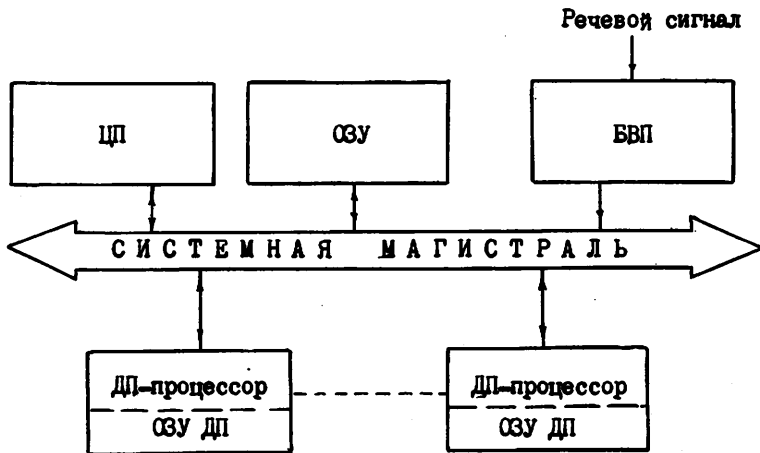 Речевой сигнал
ЦП
ОЗУ
БВП
СИСТЕМНАЯ МАГИСТРАЛЬ
ДП-процессор
ОЗУ ДП
ДП-процессор
ОЗУ ДП